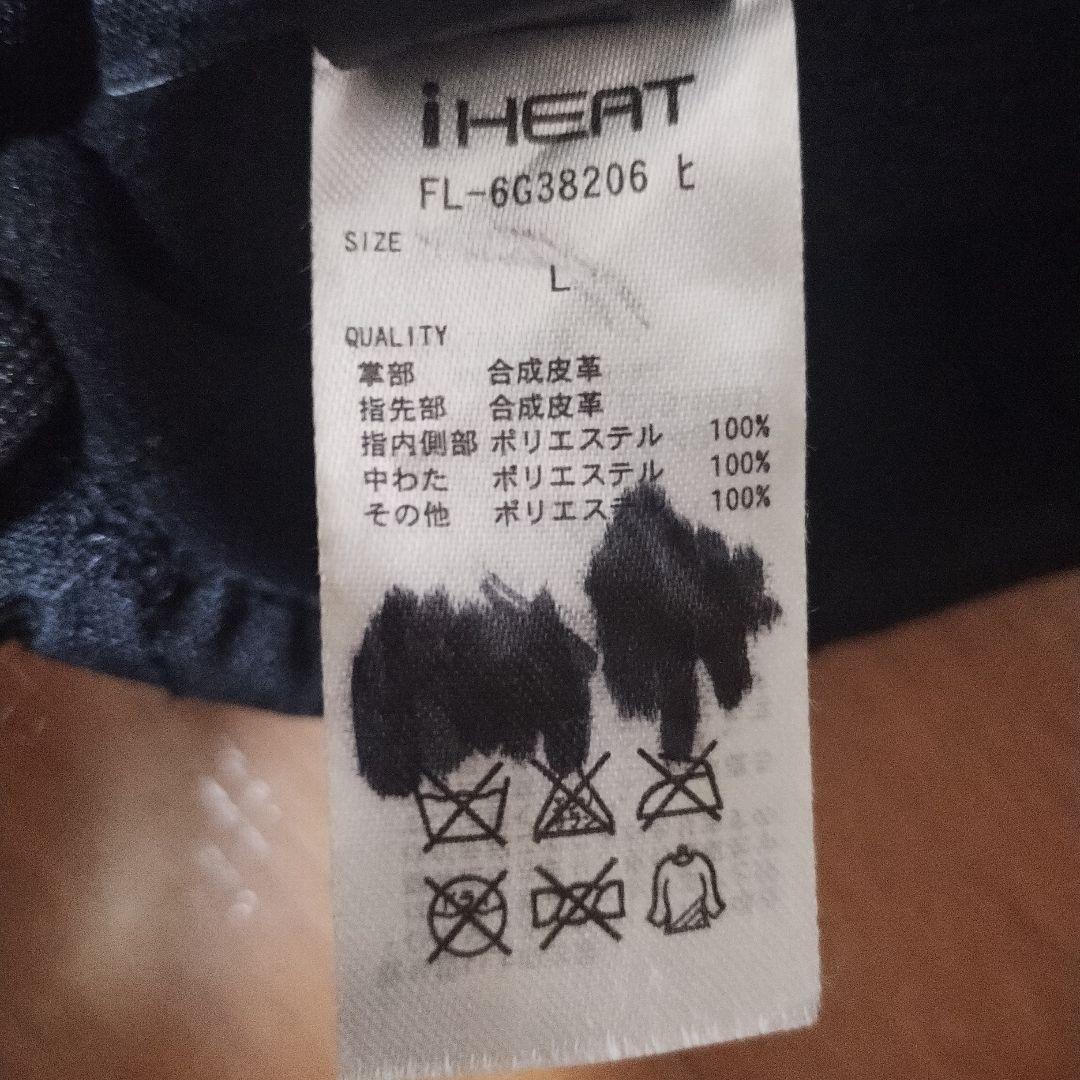 iHEAT
FL-6G38206 ヒ
SIZE
L
QUALITY
掌部 合成皮革
指先部 合成皮革
指内側部 ポリエステル 100%
中わた ポリエステル 100%
その他 ポリエス 100%